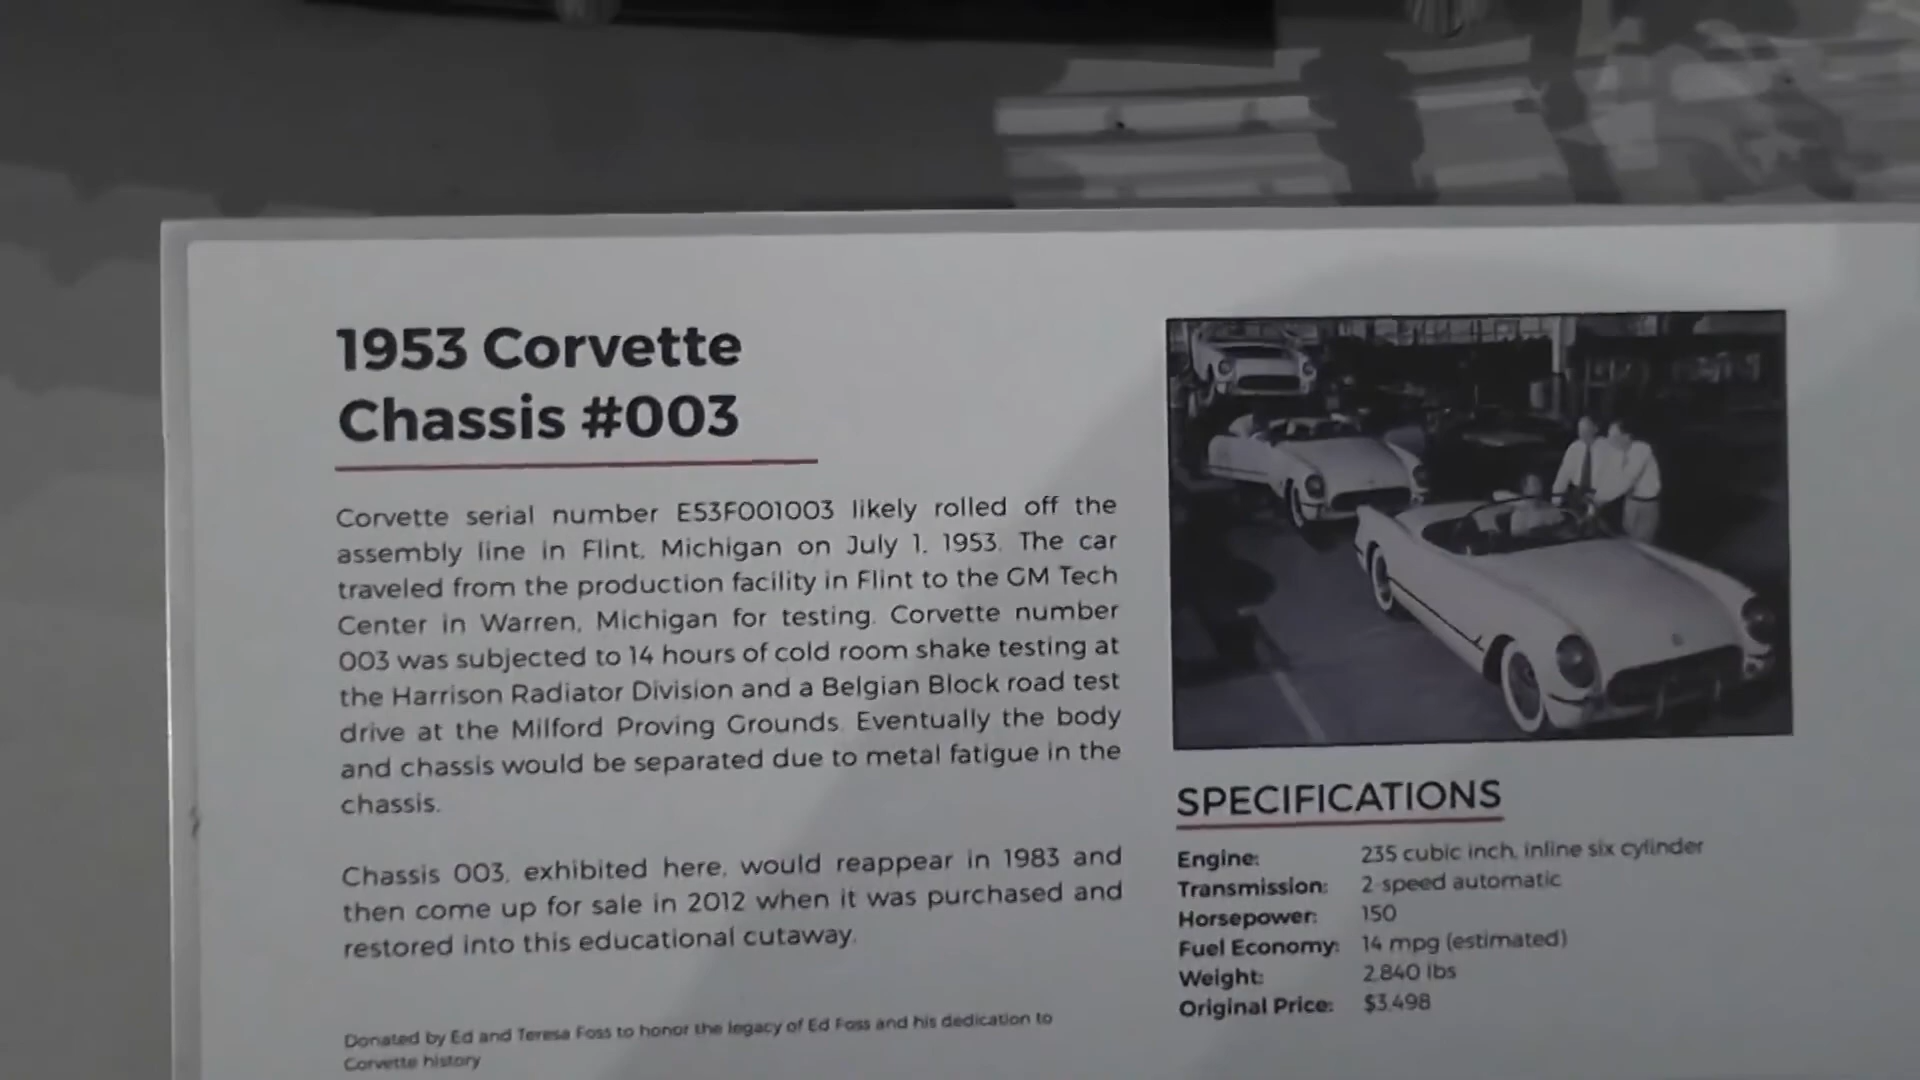 1953 Corvette
Chassis #003
Corvette serial number E53F001003 likely rolled off the
assembly line in Flint, Michigan on July 1, 1953. The car
traveled from the production facility in Flint to the GM Tech
Center in Warren, Michigan for testing. Corvette number
003 was subjected to 14 hours of cold room shake testing at
the Harrison Radiator Division and a Belgian Block road test
drive at the Milford Proving Grounds. Eventually the body
and chassis would be separated due to metal fatigue in the
chassis.
Chassis 003, exhibited here, would reappear in 1983 and
then come up for sale in 2012 when it was purchased and
restored into this educational cutaway.
Donated by Ed and Teresa Foss to honor the legacy of Ed Foss and his dedication to
Corvette history
SPECIFICATIONS
Engine: 235 cubic inch, inline six cylinder
Transmission: 2 speed automatic
Horsepower: 150
Fuel Economy: 14 mpg (estimated)
Weight: 2,840 lbs
Original Price: $3,498